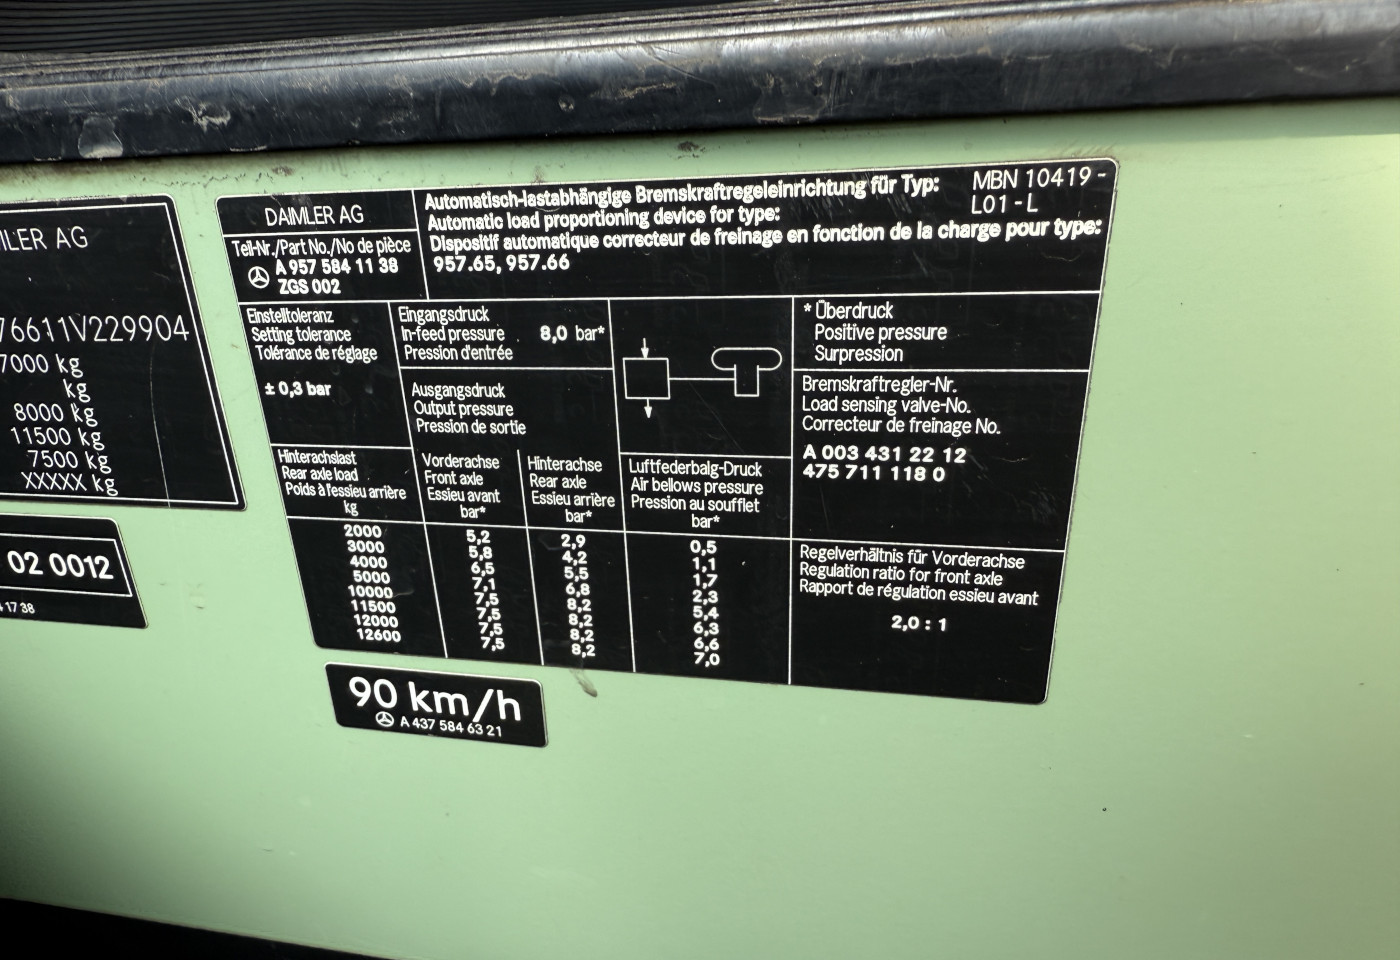 LER AG
76611V229904
7000 kg
kg
8000 kg
11500 kg
7500 kg
XXXXX kg
02 0012
17 38
DAIMLER AG
Teil-Nr./Part No./No de pièce
A 957 584 11 38
ZGS 002
Automatisch-lastabhängige Bremskraftregeleinrichtung für Typ:
Automatic load proportioning device for type:
Dispositif automatique correcteur de freinage en fonction de la charge pour type:
957.65, 957.66
MBN 10419 -
L01 - L
Einstelltoleranz
Setting tolerance
Tolérance de réglage
± 0,3 bar
Eingangsdruck
In-feed pressure 8,0 bar*
Pression d'entrée
Ausgangsdruck
Output pressure
Pression de sortie
* Überdruck
Positive pressure
Surpression
Bremskraftregler-Nr.
Load sensing valve-No.
Correcteur de freinage No.
A 003 431 22 12
475 711 118 0
Hinterachslast
Rear axle load
Poids à l'essieu arrière
kg
Vorderachse
Front axle
Essieu avant
bar*
Hinterachse
Rear axle
Essieu arrière
bar*
Luftfederbalg-Druck
Air bellows pressure
Pression au soufflet
bar*
2000 5,2 2,9 0,5
3000 5,8 4,2 1,1
4000 6,5 5,5 1,7
5000 7,1 6,8 2,3
10000 7,5 8,2 5,4
11500 7,5 8,2 6,3
12000 7,5 8,2 6,6
12600 7,5 8,2 7,0
Regelverhältnis für Vorderachse
Regulation ratio for front axle
Rapport de régulation essieu avant
2,0 : 1
90 km/h
A 437 584 63 21